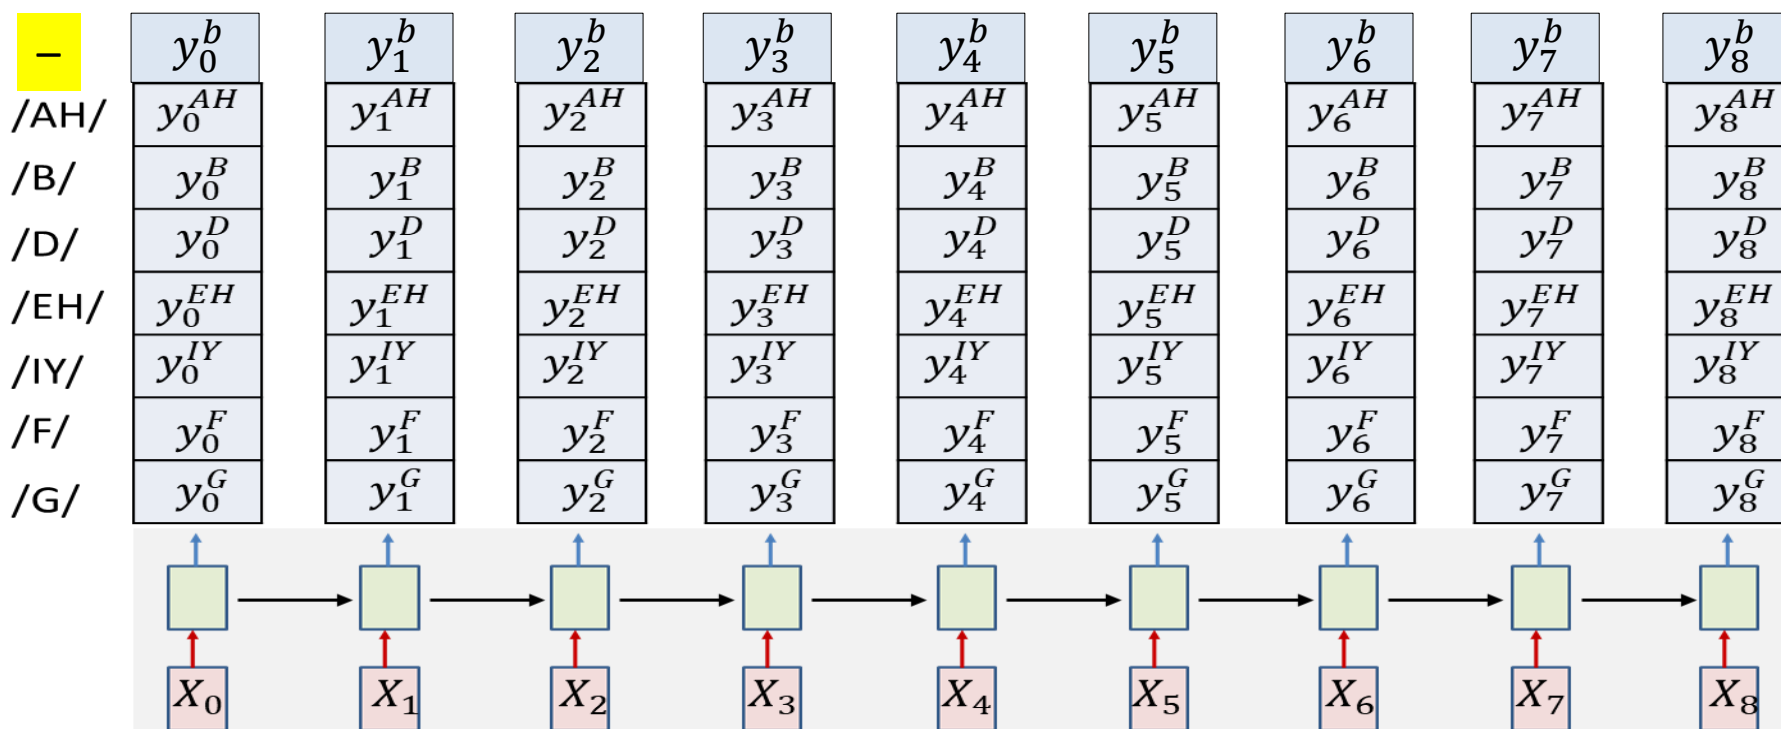 – y_0^b y_1^b y_2^b y_3^b y_4^b y_5^b y_6^b y_7^b y_8^b
/AH/ y_0^{AH} y_1^{AH} y_2^{AH} y_3^{AH} y_4^{AH} y_5^{AH} y_6^{AH} y_7^{AH} y_8^{AH}
/B/ y_0^B y_1^B y_2^B y_3^B y_4^B y_5^B y_6^B y_7^B y_8^B
/D/ y_0^D y_1^D y_2^D y_3^D y_4^D y_5^D y_6^D y_7^D y_8^D
/EH/ y_0^{EH} y_1^{EH} y_2^{EH} y_3^{EH} y_4^{EH} y_5^{EH} y_6^{EH} y_7^{EH} y_8^{EH}
/IY/ y_0^{IY} y_1^{IY} y_2^{IY} y_3^{IY} y_4^{IY} y_5^{IY} y_6^{IY} y_7^{IY} y_8^{IY}
/F/ y_0^F y_1^F y_2^F y_3^F y_4^F y_5^F y_6^F y_7^F y_8^F
/G/ y_0^G y_1^G y_2^G y_3^G y_4^G y_5^G y_6^G y_7^G y_8^G
X_0 X_1 X_2 X_3 X_4 X_5 X_6 X_7 X_8